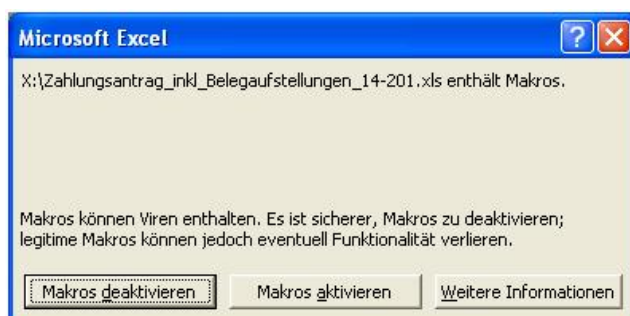 Microsoft Excel
?
X:\Zahlungsantrag_inkl_Belegaufstellungen_14-201.xls enthält Makros.
Makros können Viren enthalten. Es ist sicherer, Makros zu deaktivieren;
legitime Makros können jedoch eventuell Funktionalität verlieren.
Makros deaktivieren
Makros aktivieren
Weitere Informationen